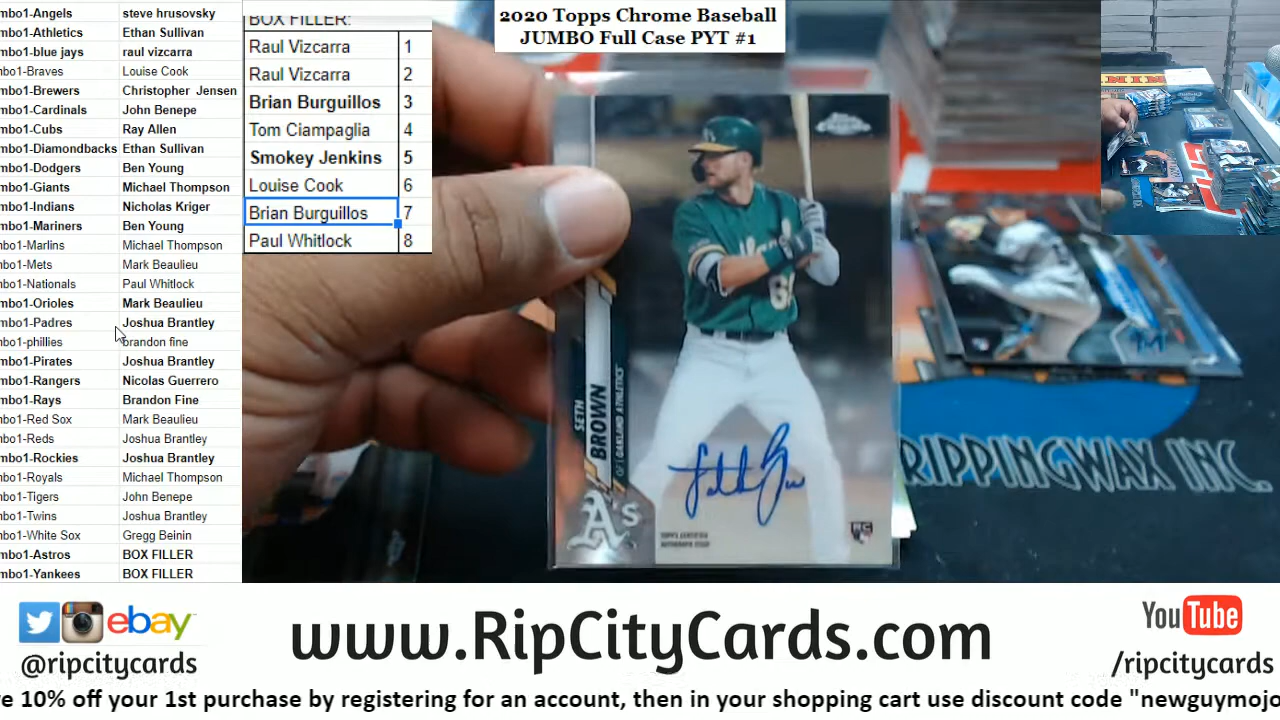 mbo1-Angels steve hrusovsky
mbo1-Athletics Ethan Sullivan
mbo1-blue jays raul vizcarra
mbo1-Braves Louise Cook
mbo1-Brewers Christopher Jensen
mbo1-Cardinals John Benepe
mbo1-Cubs Ray Allen
mbo1-Diamondbacks Ethan Sullivan
mbo1-Dodgers Ben Young
mbo1-Giants Michael Thompson
mbo1-Indians Nicholas Kriger
mbo1-Mariners Ben Young
mbo1-Marlins Michael Thompson
mbo1-Mets Mark Beaulieu
mbo1-Nationals Paul Whitlock
mbo1-Orioles Mark Beaulieu
mbo1-Padres Joshua Brantley
mbo1-phillies brandon fine
mbo1-Pirates Joshua Brantley
mbo1-Rangers Nicolas Guerrero
mbo1-Rays Brandon Fine
mbo1-Red Sox Mark Beaulieu
mbo1-Reds Joshua Brantley
mbo1-Rockies Joshua Brantley
mbo1-Royals Michael Thompson
mbo1-Tigers John Benepe
mbo1-Twins Joshua Brantley
mbo1-White Sox Gregg Beinin
mbo1-Astros BOX FILLER
mbo1-Yankees BOX FILLER
BOX FILLER:
Raul Vizcarra 1
Raul Vizcarra 2
Brian Burguillos 3
Tom Ciampaglia 4
Smokey Jenkins 5
Louise Cook 6
Brian Burguillos 7
Paul Whitlock 8
2020 Topps Chrome Baseball
JUMBO Full Case PYT #1
Chrome
SETH
BROWN
OF | OAKLAND ATHLETICS
A's
TOPPS CERTIFIED
AUTOGRAPH ISSUE
RC
RIPPINGWAX INC.
ebay
@ripcitycards
www.RipCityCards.com
YouTube
/ripcitycards
e 10% off your 1st purchase by registering for an account, then in your shopping cart use discount code "newguymojo